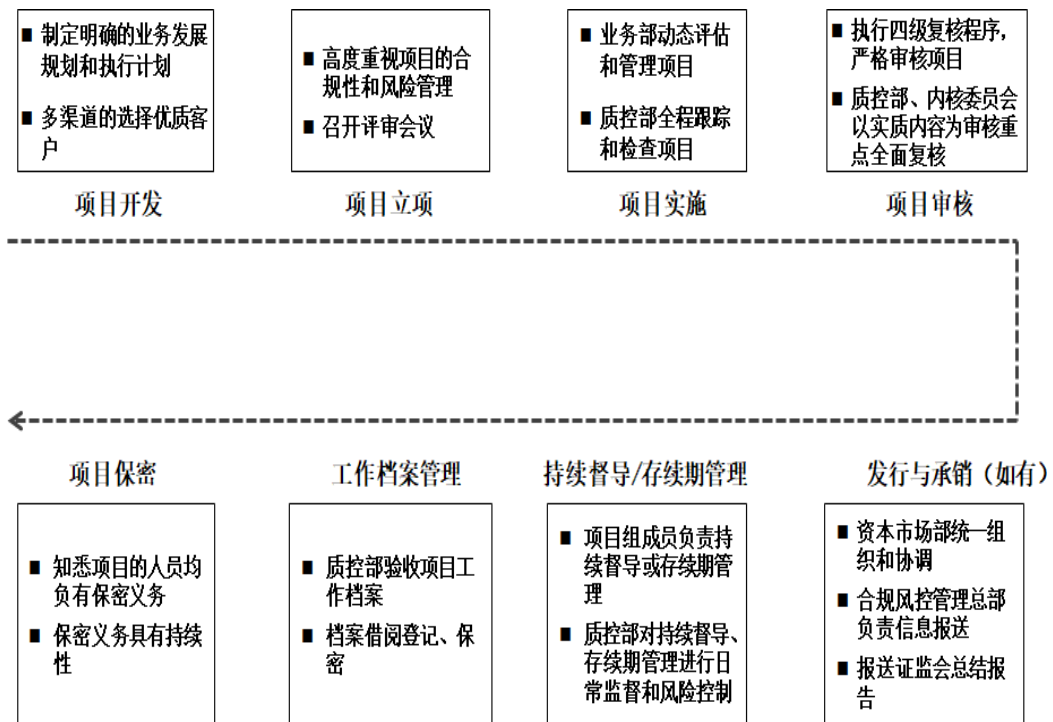 ■ 制定明确的业务发展
规划和执行计划
■ 多渠道的选择优质客
户
项目开发
■ 高度重视项目的合
规性和风险管理
■ 召开评审会议
项目立项
■ 业务部动态评估
和管理项目
■ 质控部全程跟踪
和检查项目
项目实施
■ 执行四级复核程序,
严格审核项目
■ 质控部、内核委员会
以实质内容为审核重
点全面复核
项目审核
项目保密
■ 知悉项目的人员均
负有保密义务
■ 保密义务具有持续
性
工作档案管理
■ 质控部验收项目工
作档案
■ 档案借阅登记、保
密
持续督导/存续期管理
■ 项目组成员负责持
续督导或存续期管
理
■ 质控部对持续督导、
存续期管理进行日
常监督和风险控制
发行与承销（如有）
■ 资本市场部统一组
织和协调
■ 合规风控管理总部
负责信息报送
■ 报送证监会总结报
告